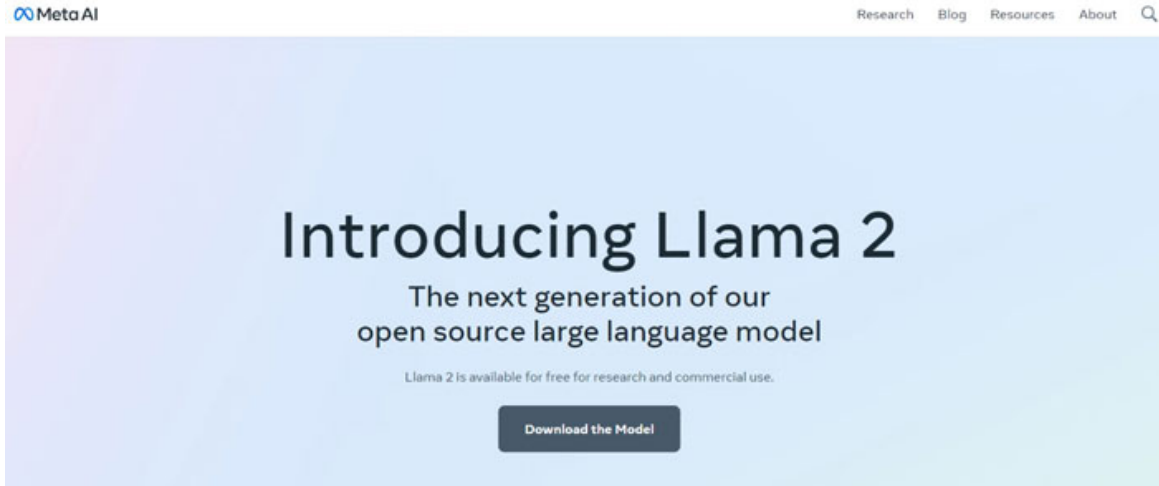 Meta AI
Research Blog Resources About
Introducing Llama 2
The next generation of our
open source large language model
Llama 2 is available for free for research and commercial use.
Download the Model